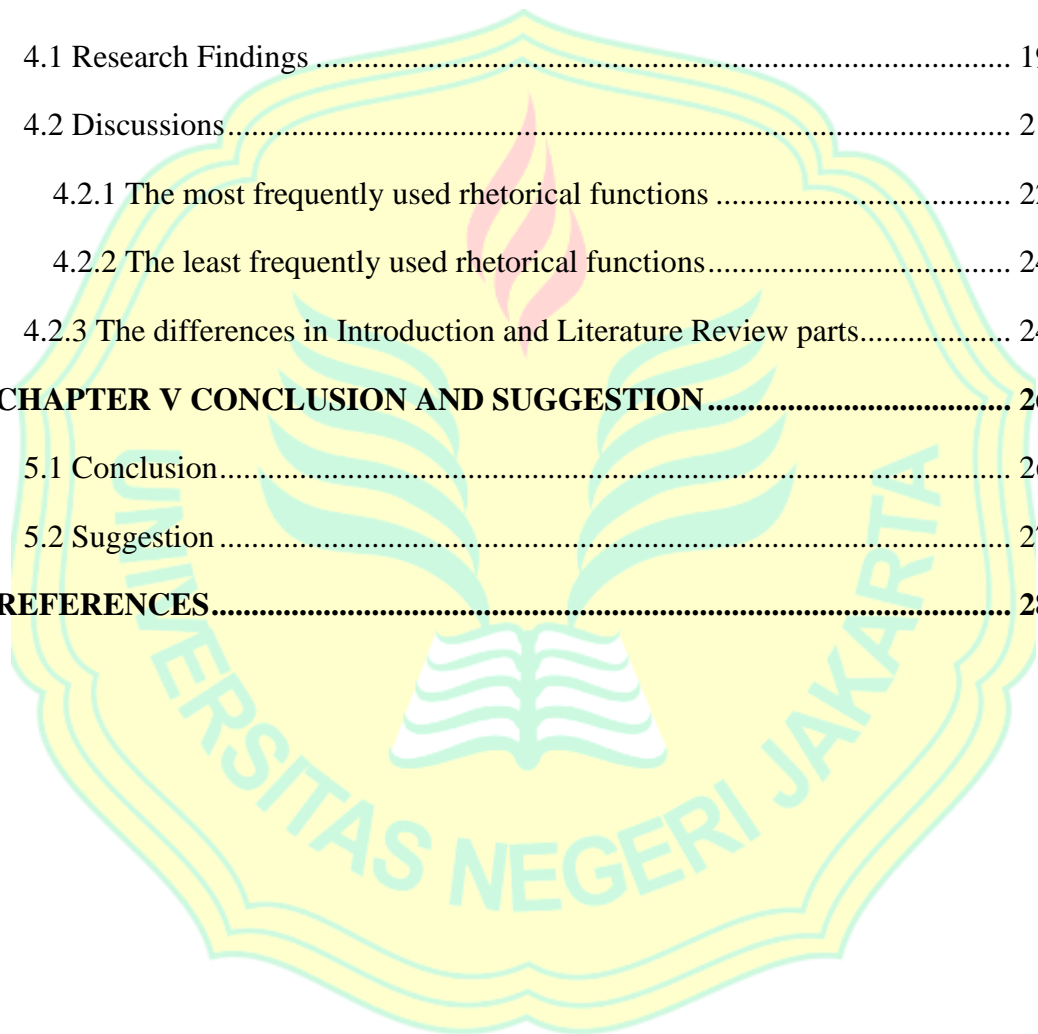 4.1 Research Findings ........................................................................................ 19
4.2 Discussions................................................................................................... 2
4.2.1 The most frequently used rhetorical functions ..................................... 22
4.2.2 The least frequently used rhetorical functions...................................... 24
4.2.3 The differences in Introduction and Literature Review parts................... 24
CHAPTER V CONCLUSION AND SUGGESTION ...................................... 26
5.1 Conclusion.................................................................................................... 26
5.2 Suggestion .................................................................................................... 27
REFERENCES.................................................................................................... 28
UNIVERSITAS NEGERI JAKARTA